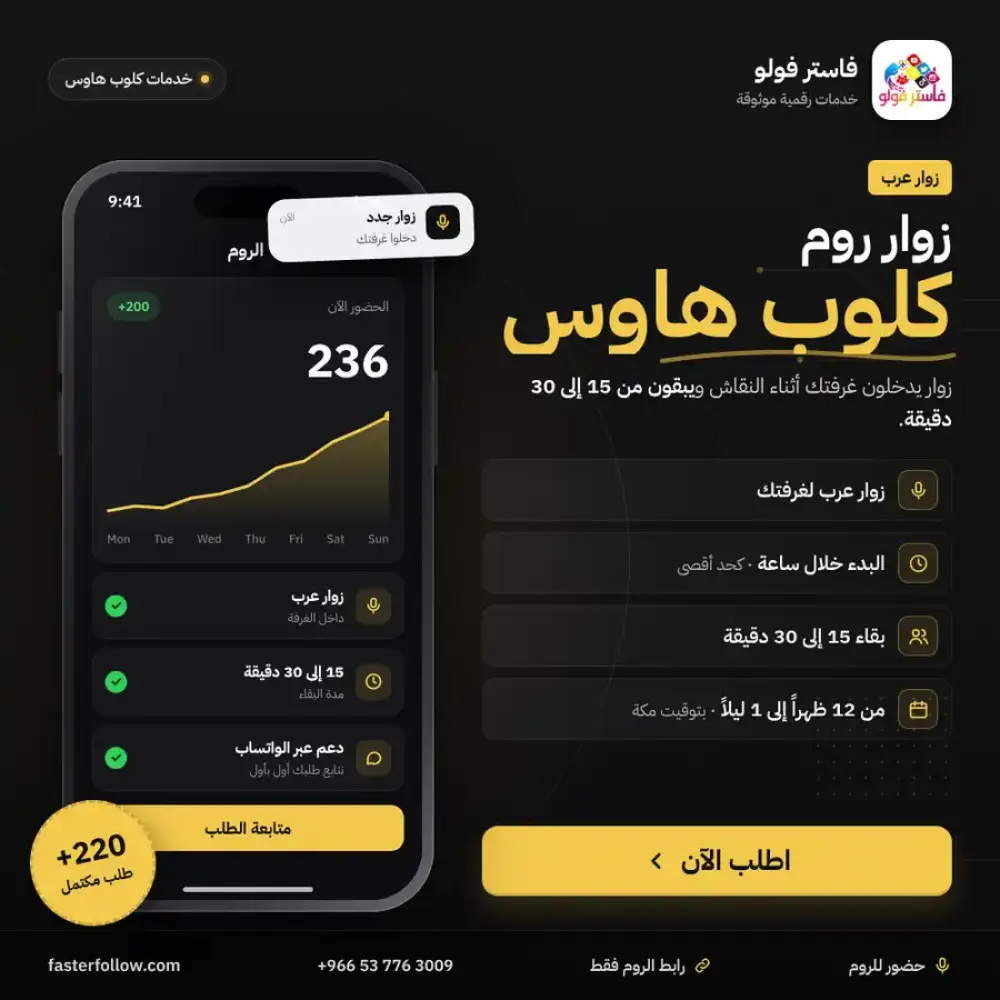 فاستر فولو
فاستر فولو
خدمات رقمية موثوقة
خدمات كلوب هاوس
زوار عرب
زوار روم
كلوب هاوس
زوار يدخلون غرفتك أثناء النقاش ويبقون من 15 إلى 30
دقيقة.
زوار عرب لغرفتك
البدء خلال ساعة · كحد أقصى
بقاء 15 إلى 30 دقيقة
من 12 ظهراً إلى 1 ليلاً · بتوقيت مكة
اطلب الآن
9:41
زوار جدد
الآن
دخلوا غرفتك
الروم
الحضور الآن
+200
236
Mon Tue Wed Thu Fri Sat Sun
زوار عرب
داخل الغرفة
15 إلى 30 دقيقة
مدة البقاء
دعم عبر الواتساب
نتابع طلبك أول بأول
متابعة الطلب
+220
طلب مكتمل
حضور للروم
رابط الروم فقط
+966 53 776 3009
fasterfollow.com